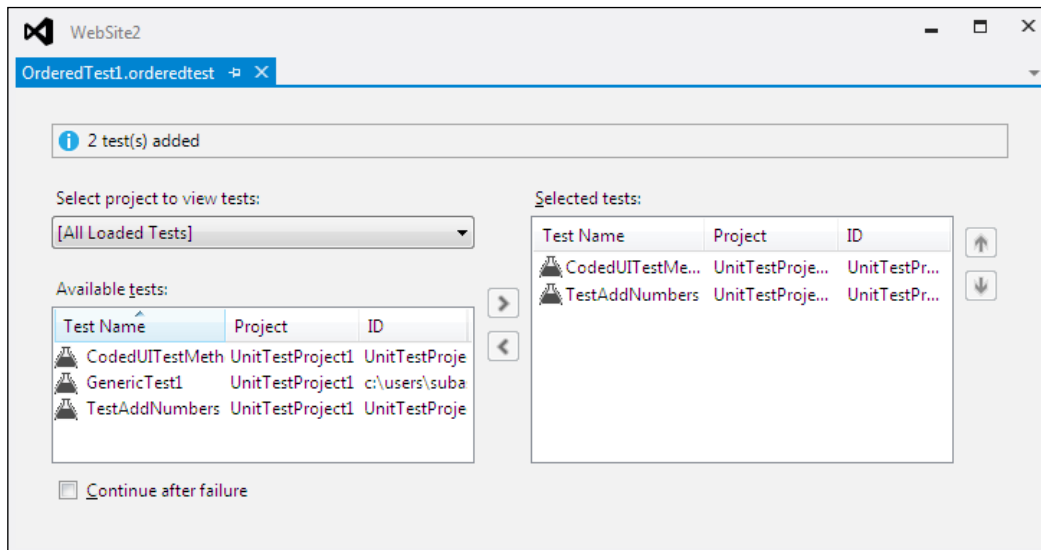 WebSite2
OrderedTest1.orderedtest
2 test(s) added
Select project to view tests:
[All Loaded Tests]
Available tests:
Test Name Project ID
CodedUITestMeth UnitTestProject1 UnitTestProje
GenericTest1 UnitTestProject1 c:\users\suba
TestAddNumbers UnitTestProject1 UnitTestProje
Continue after failure
Selected tests:
Test Name Project ID
CodedUITestMe... UnitTestProje... UnitTestPr...
TestAddNumbers UnitTestProje... UnitTestPr...